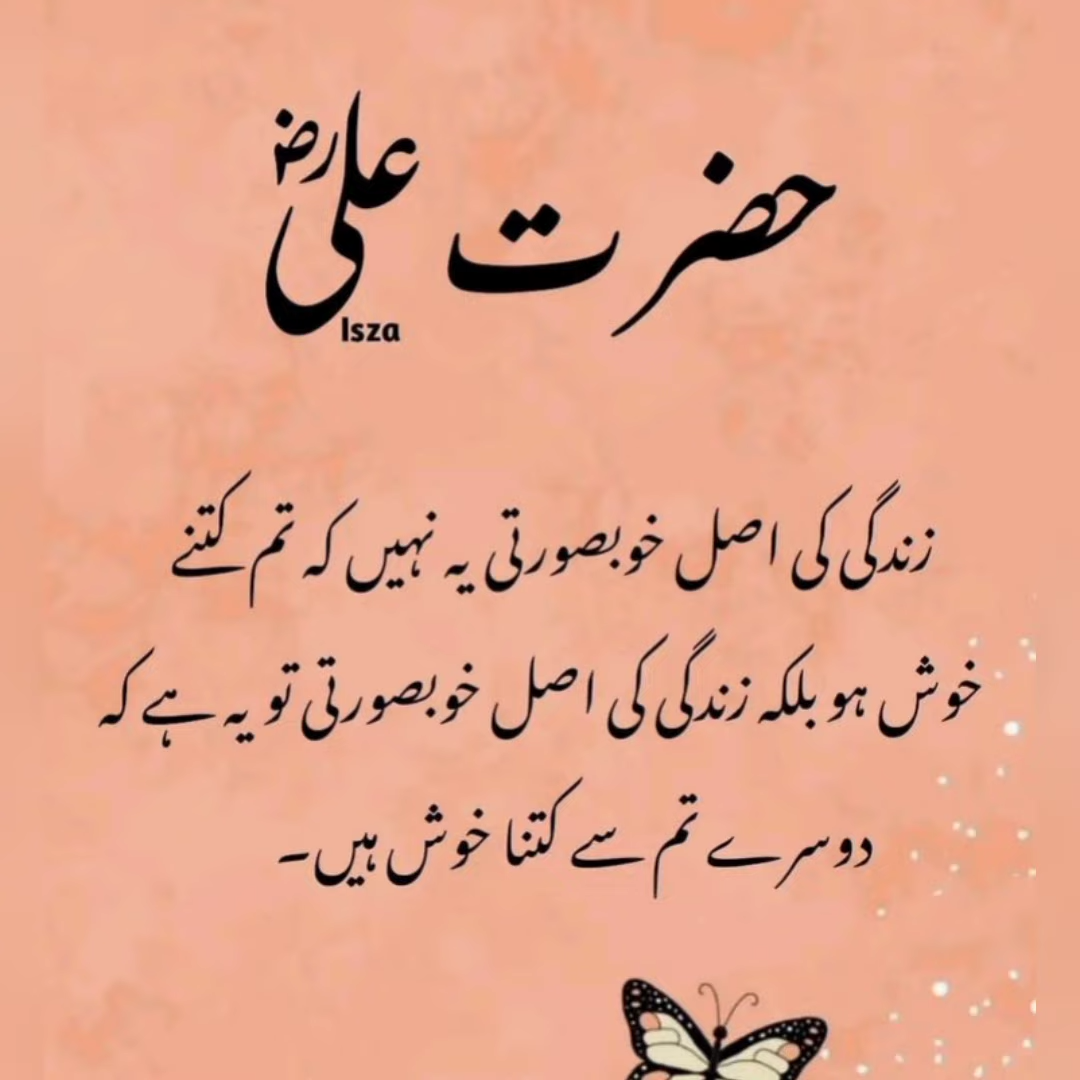 حضرت علی رضہ
Isza
زندگی کی اصل خوبصورتی یہ نہیں کہ تم کتنے
خوش ہو بلکہ زندگی کی اصل خوبصورتی تو یہ ہے کہ
دوسرے تم سے کتنا خوش ہیں۔